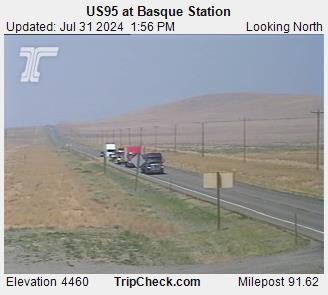 US95 at Basque Station
Updated: Jul 31 2024 1:56 PM Looking North
Elevation 4460 TripCheck.com Milepost 91.62